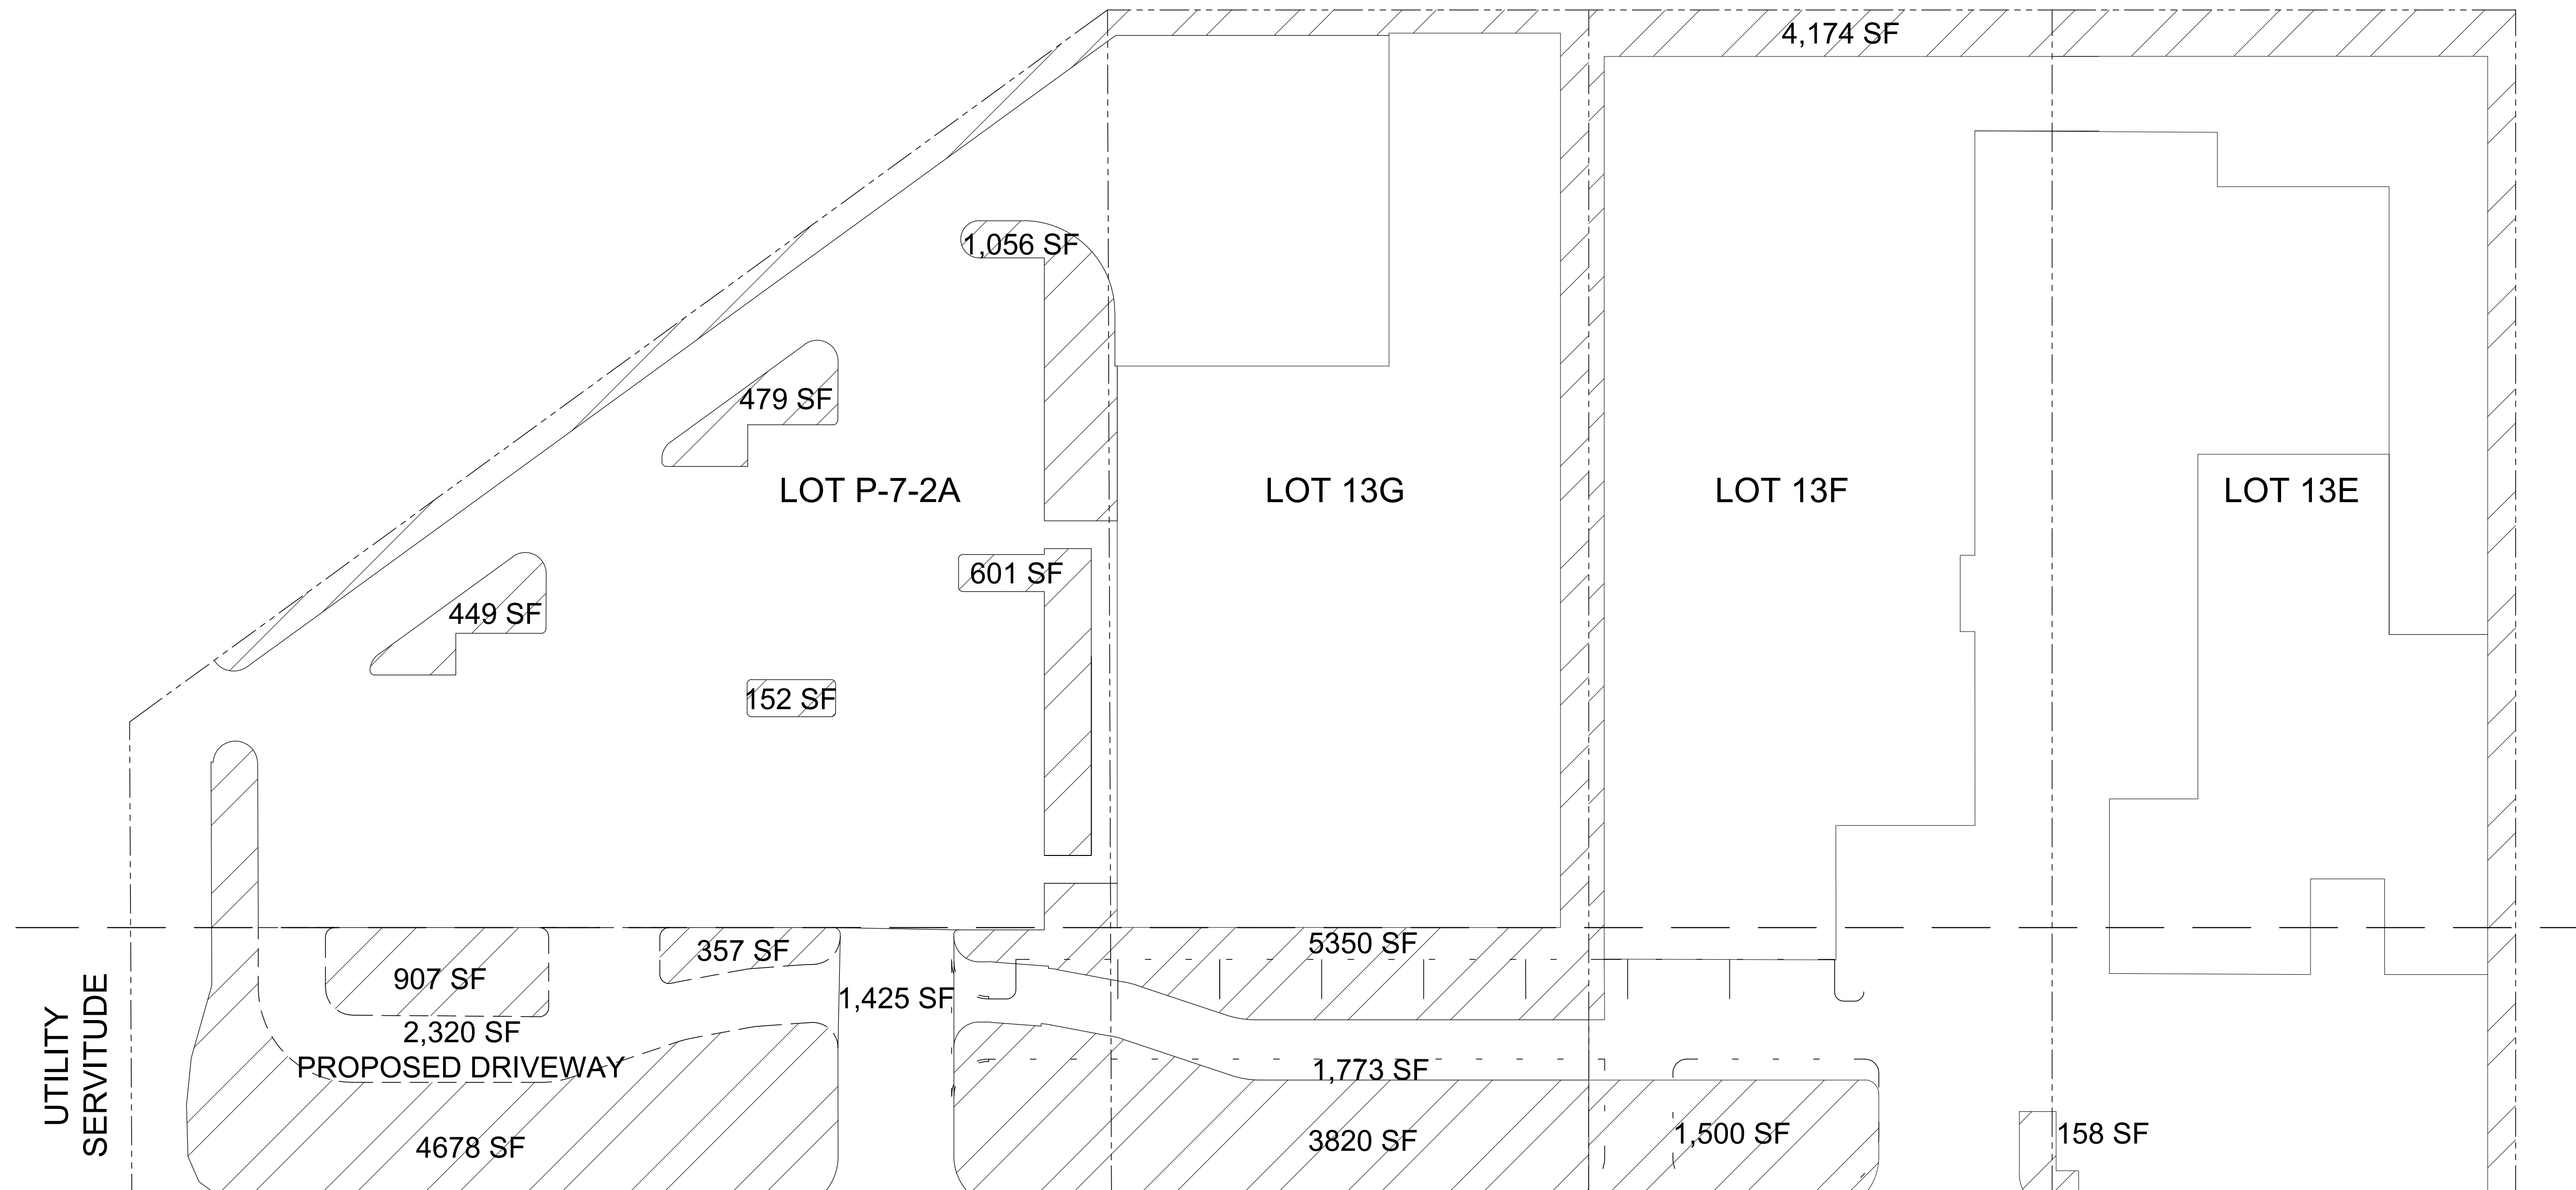 4,174 SF
1,056 SF
479 SF
LOT P-7-2A
LOT 13G
LOT 13F
LOT 13E
601 SF
449 SF
152 SF
357 SF
5350 SF
907 SF
1,425 SF
2,320 SF
PROPOSED DRIVEWAY
1,773 SF
UTILITY
SERVITUDE
4678 SF
3820 SF
1,500 SF
158 SF